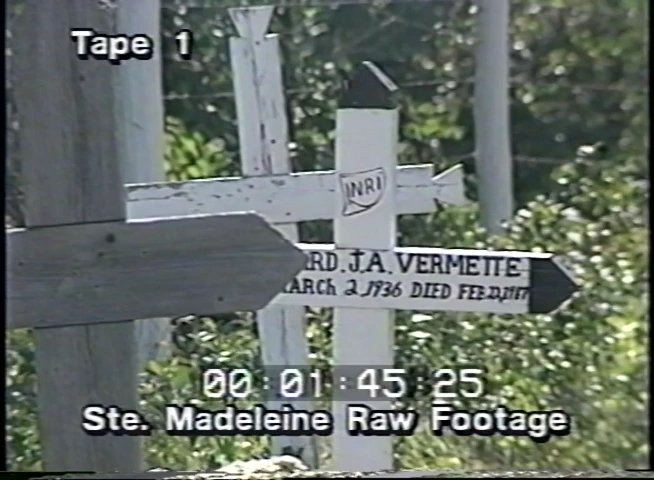 Tape 1
INRI
RD. J.A. VERMETTE
ARCH 2, 1936 DIED FEB.
00:01:45:25
Ste. Madeleine Raw Footage